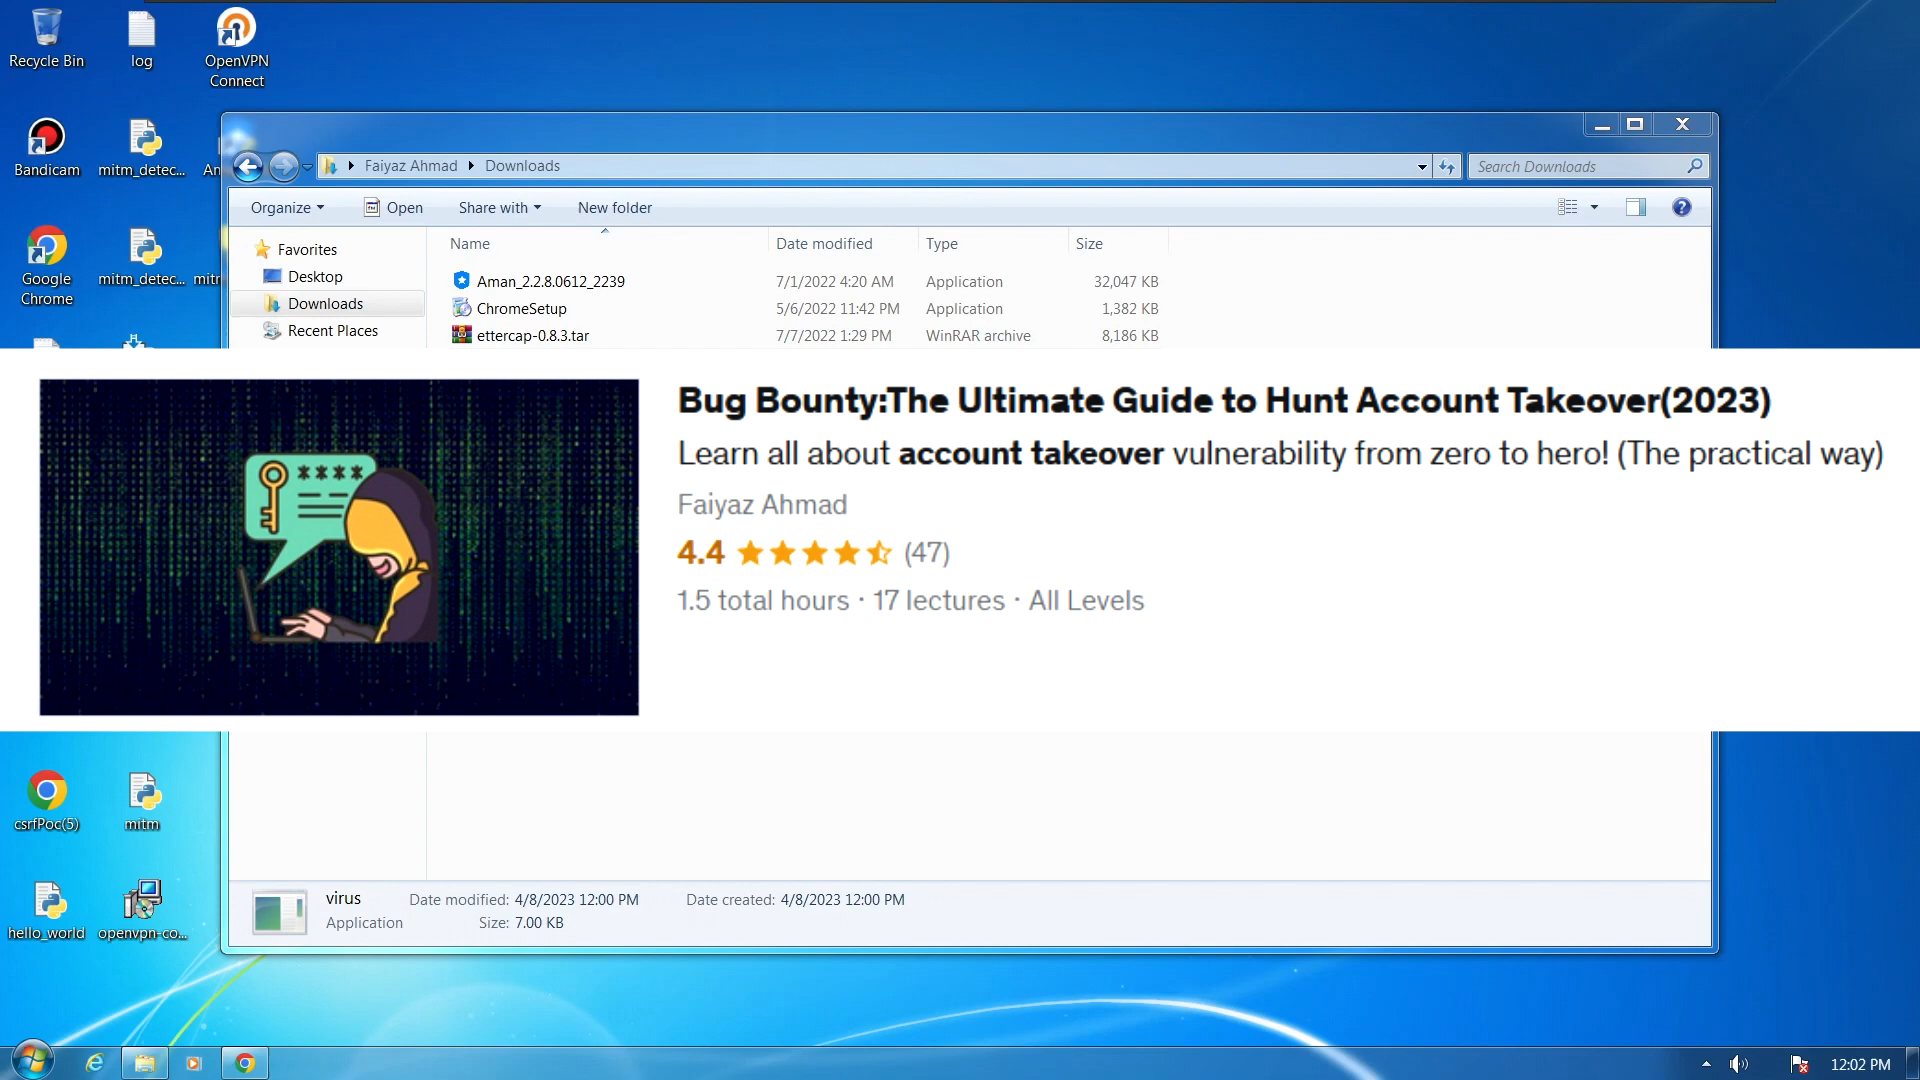 Recycle Bin
log
OpenVPN
Connect
Bandicam
mitm_detec...
An
Google
Chrome
mitm_detec...
mitr
Faiyaz Ahmad
Downloads
Search Downloads
Organize
Open
Share with
New folder
Favorites
Desktop
Downloads
Recent Places
Name Date modified Type Size
Aman_2.2.8.0612_2239 7/1/2022 4:20 AM Application 32,047 KB
ChromeSetup 5/6/2022 11:42 PM Application 1,382 KB
ettercap-0.8.3.tar 7/7/2022 1:29 PM WinRAR archive 8,186 KB
****
Bug Bounty:The Ultimate Guide to Hunt Account Takeover(2023)
Learn all about account takeover vulnerability from zero to hero! (The practical way)
Faiyaz Ahmad
4.4 (47)
1.5 total hours · 17 lectures · All Levels
csrfPoc(5)
mitm
hello_world
openvpn-co...
virus Date modified: 4/8/2023 12:00 PM Date created: 4/8/2023 12:00 PM
Application Size: 7.00 KB
12:02 PM